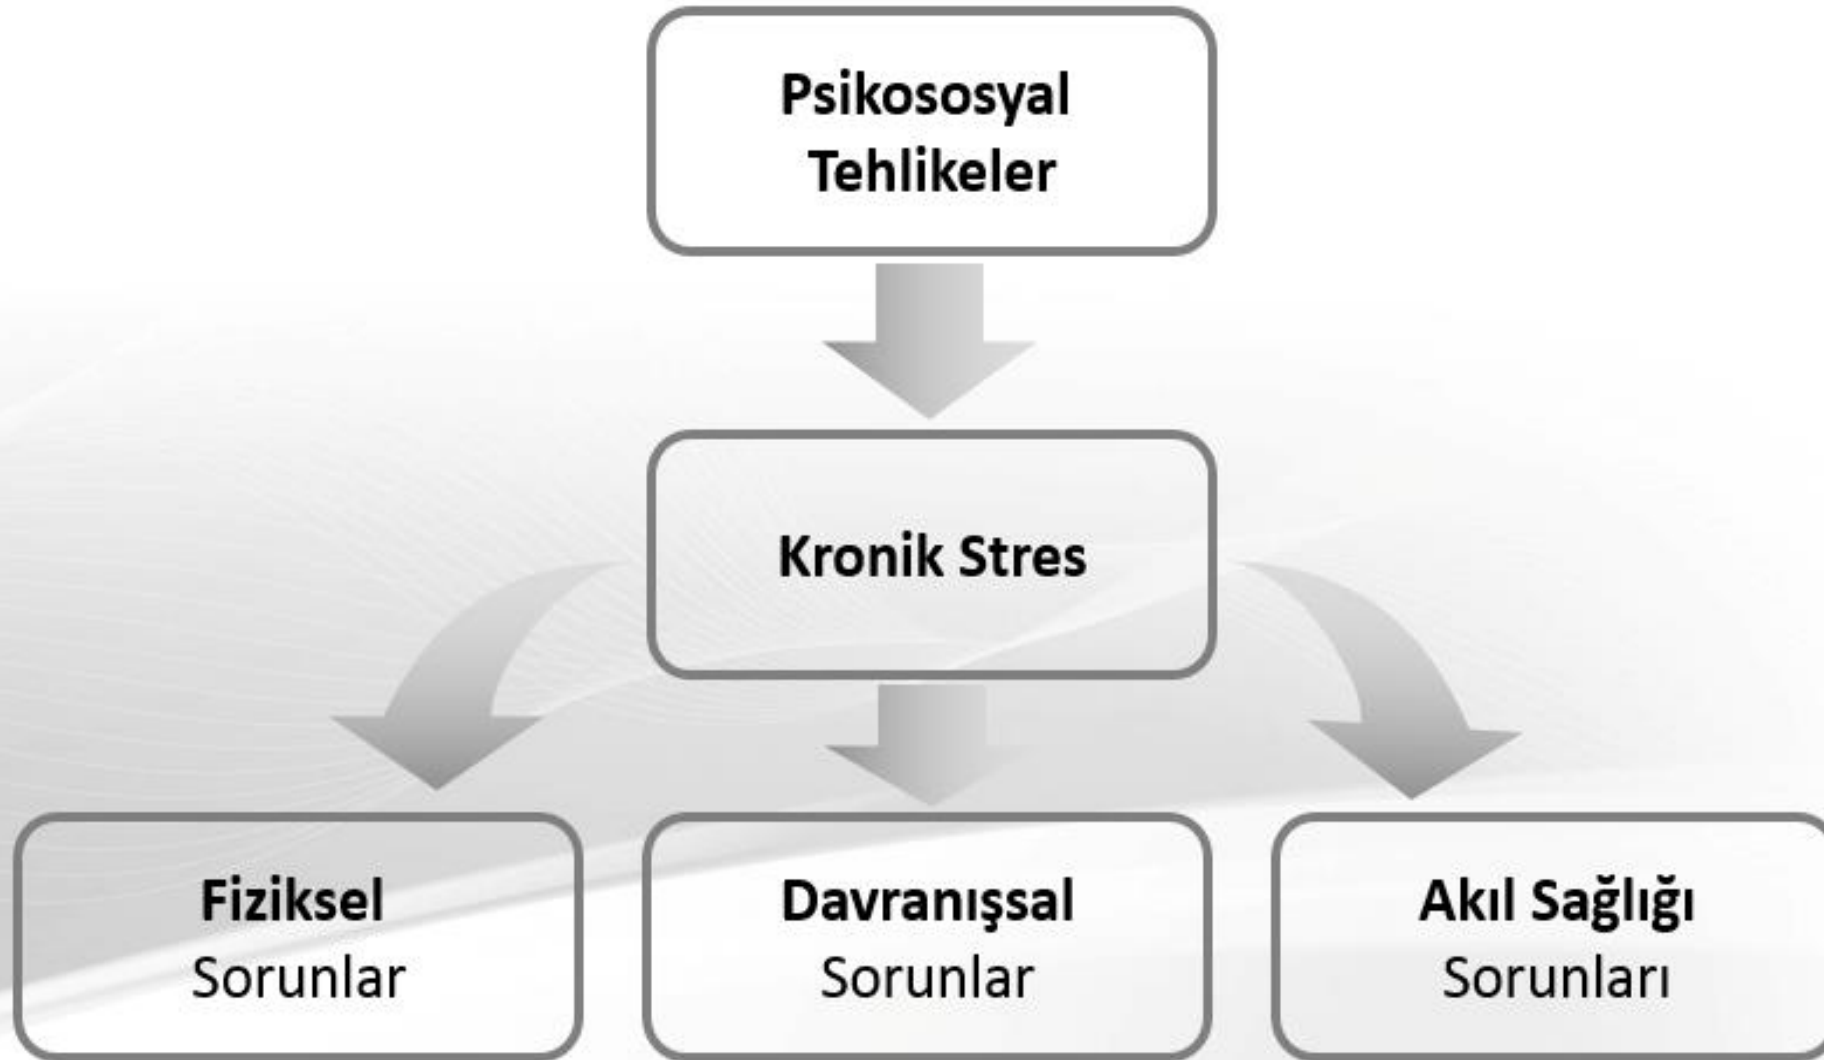 Psikososyal
Tehlikeler
Kronik Stres
Fiziksel
Sorunlar
Davranışsal
Sorunlar
Akıl Sağlığı
Sorunları